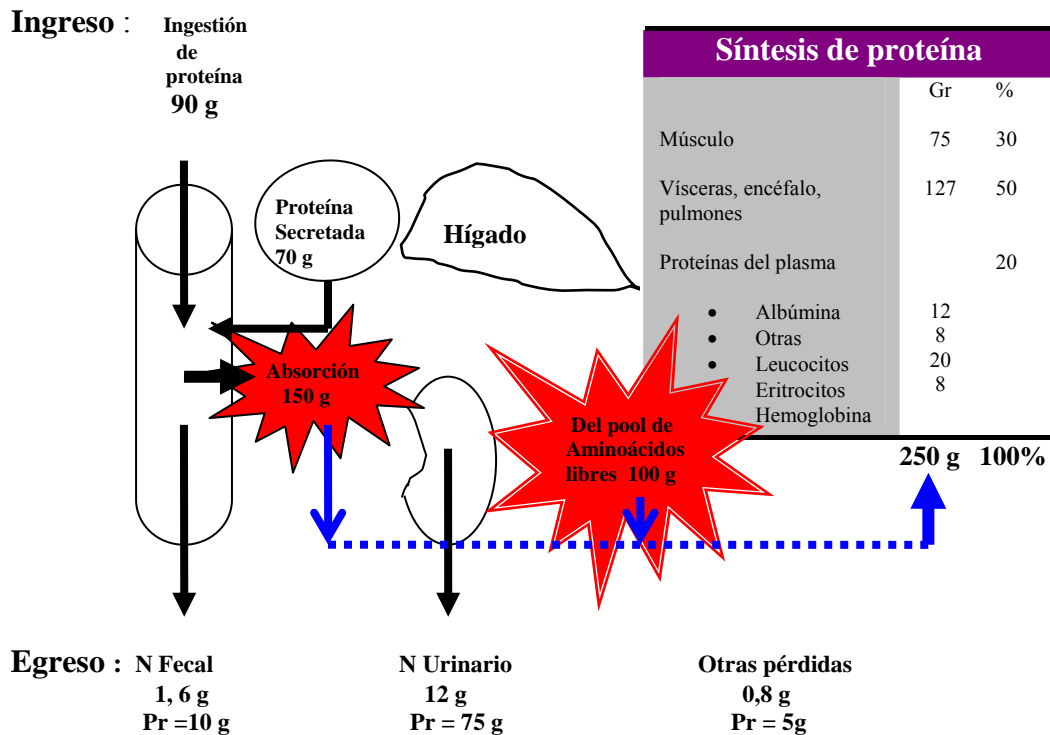 Ingreso :
Ingestión
de
proteína
90 g
Proteína
Secretada
70 g
Hígado
Síntesis de proteína
Gr %
Músculo 75 30
Vísceras, encéfalo, 127 50
pulmones
Proteínas del plasma 20
• Albúmina 12
• Otras 8
• Leucocitos 20
Eritrocitos 8
Hemoglobina
250 g 100%
Absorción
150 g
Del pool de
Aminoácidos
libres 100 g
Egreso : N Fecal
1, 6 g
Pr =10 g
N Urinario
12 g
Pr = 75 g
Otras pérdidas
0,8 g
Pr = 5g